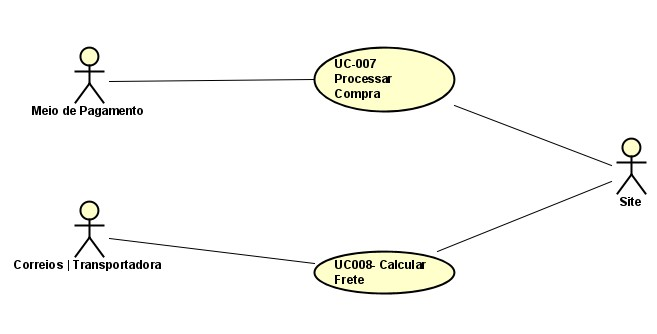 UC-007
Processar
Compra
Meio de Pagamento
Site
Correios | Transportadora
UC008- Calcular
Frete